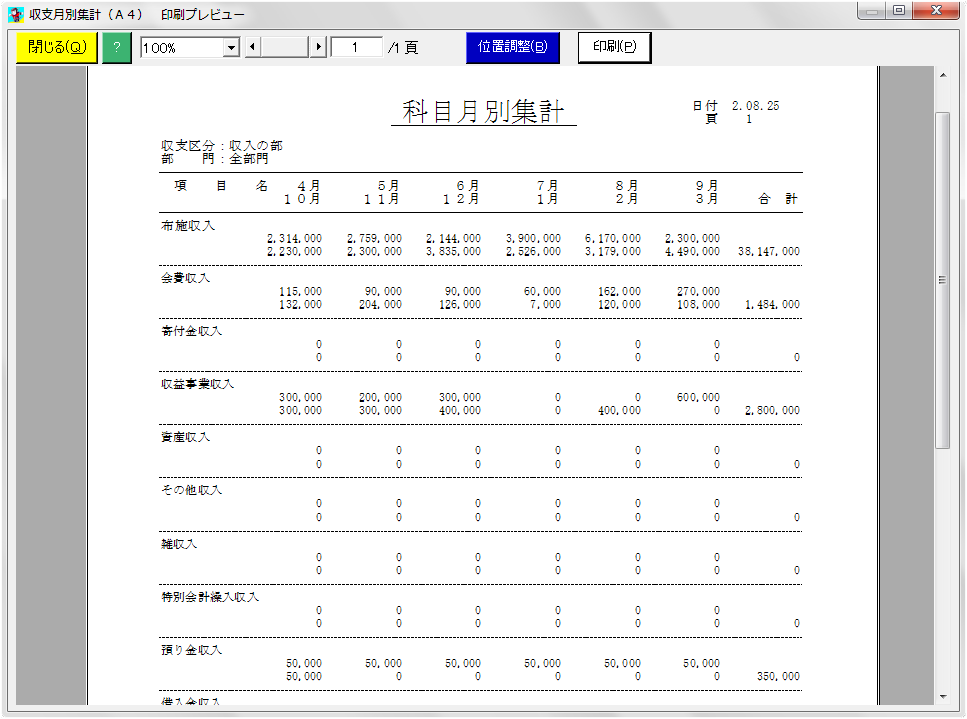 収支月別集計（Ａ４）　印刷プレビュー
閉じる(Q) ? 100% 1 /1 頁 位置調整(B) 印刷(P)
科目月別集計 日付 2.08.25
頁 1
収支区分：収入の部
部　　門：全部門
項　　目　　名 ４月 ５月 ６月 ７月 ８月 ９月
１０月 １１月 １２月 １月 ２月 ３月 合　計
布施収入
2,314,000 2,759,000 2,144,000 3,900,000 6,170,000 2,300,000
2,230,000 2,300,000 3,835,000 2,526,000 3,179,000 4,490,000 38,147,000
会費収入
115,000 90,000 90,000 60,000 162,000 270,000
132,000 204,000 126,000 7,000 120,000 108,000 1,484,000
寄付金収入
0 0 0 0 0 0
0 0 0 0 0 0 0
収益事業収入
300,000 200,000 300,000 0 0 600,000
300,000 300,000 400,000 0 400,000 0 2,800,000
資産収入
0 0 0 0 0 0
0 0 0 0 0 0 0
その他収入
0 0 0 0 0 0
0 0 0 0 0 0 0
雑収入
0 0 0 0 0 0
0 0 0 0 0 0 0
特別会計繰入収入
0 0 0 0 0 0
0 0 0 0 0 0 0
預り金収入
50,000 50,000 50,000 50,000 50,000 50,000
50,000 0 0 0 0 0 350,000
借入金収入